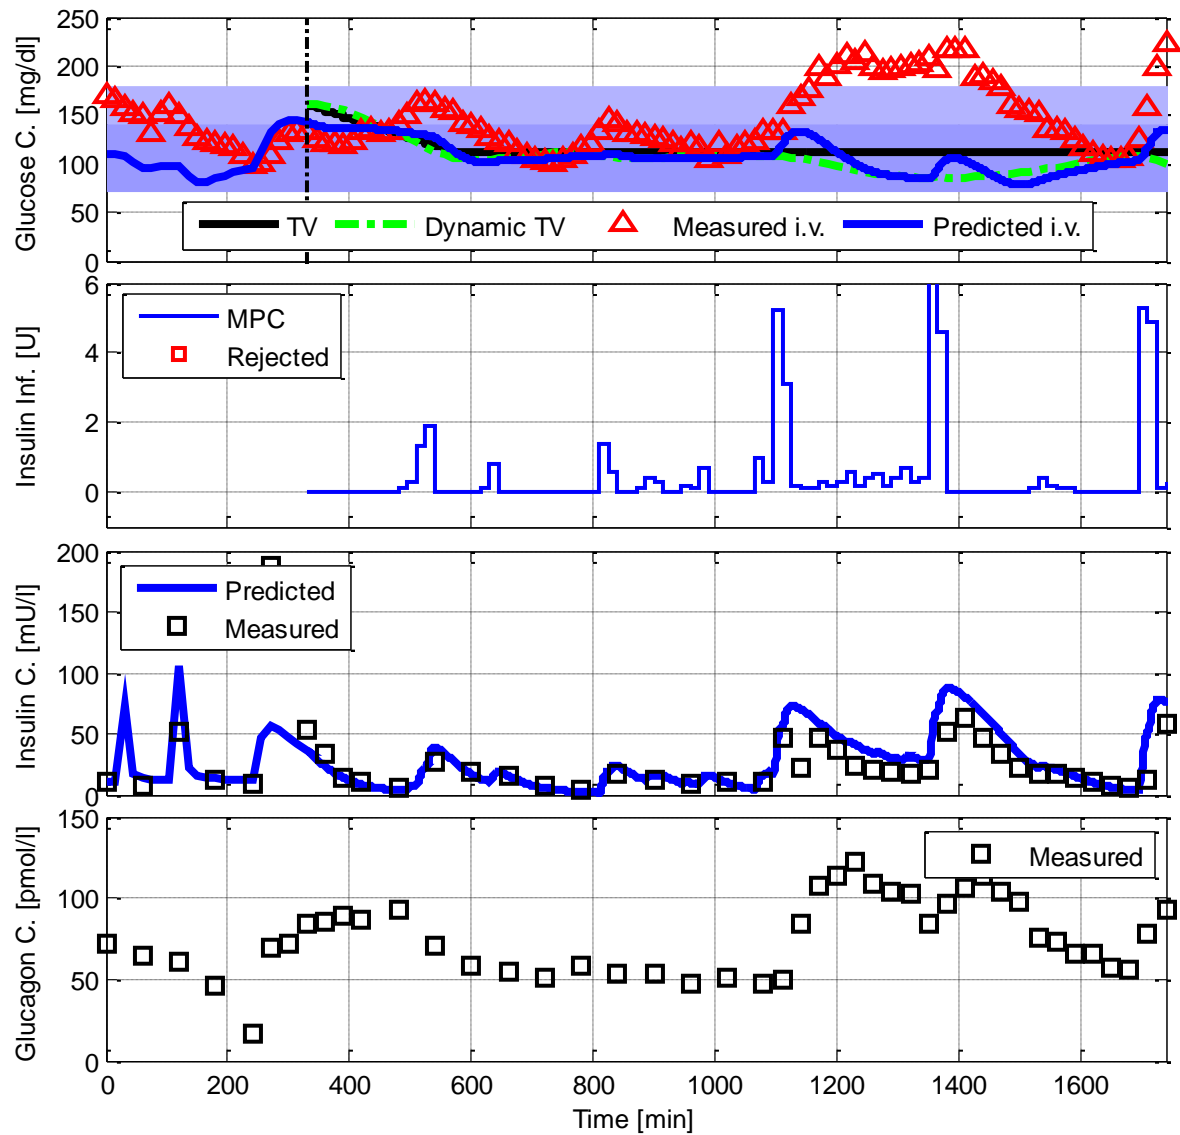 250
200
150
100
50
0
Glucose C. [mg/dl]
TV
Dynamic TV
Measured i.v.
Predicted i.v.
6
4
2
0
Insulin Inf. [U]
MPC
Rejected
200
150
100
50
0
Insulin C. [mU/l]
Predicted
Measured
150
100
50
0
Glucagon C. [pmol/l]
Measured
0 200 400 600 800 1000 1200 1400 1600
Time [min]